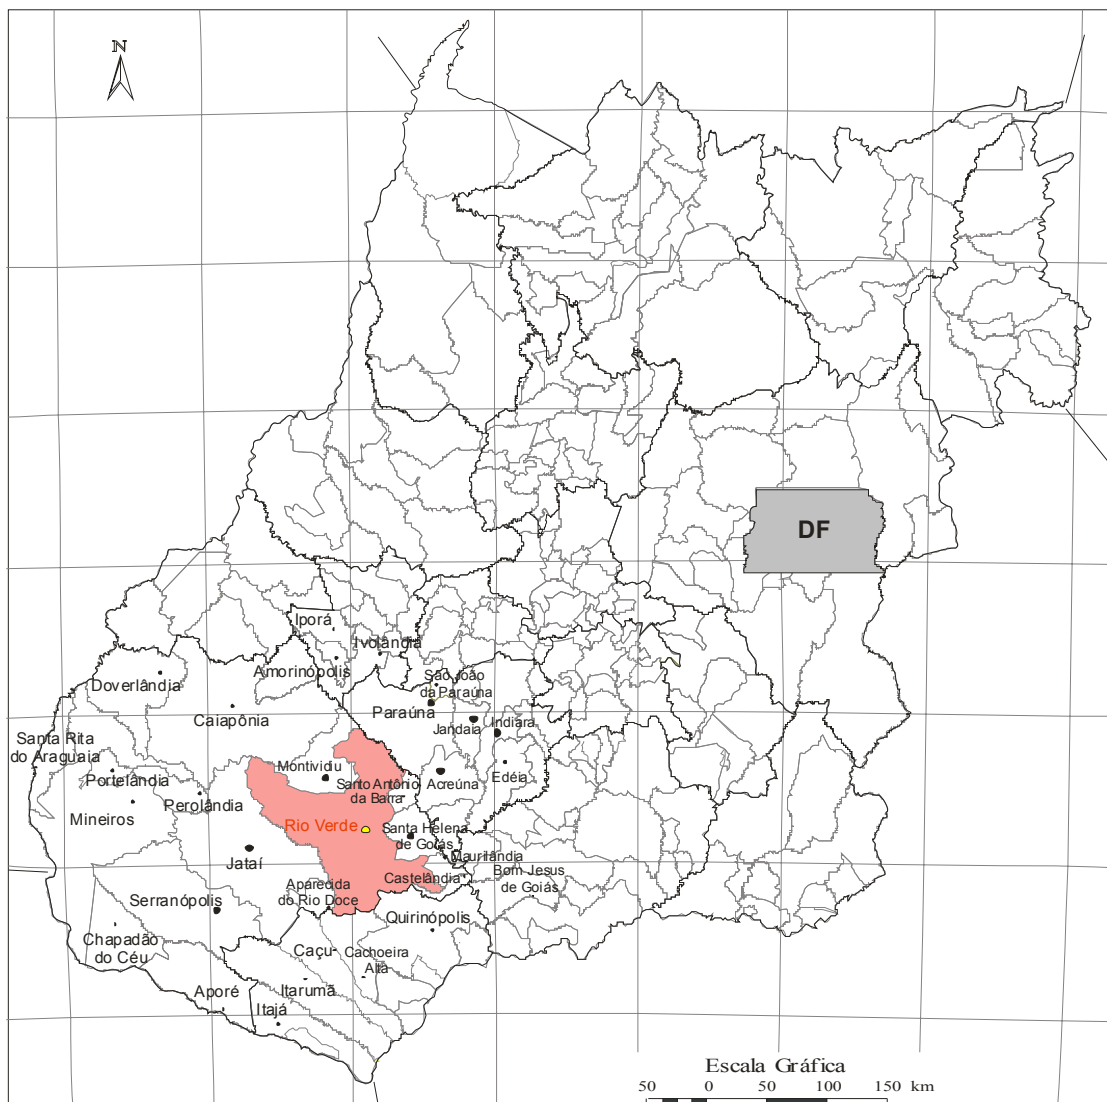 N
DF
Iporá
Ivolândia
Amorinópolis
São João
da Paraúna
Doverlândia
Paraúna
Caiapônia
Jandaia
Indiara
Santa Rita
do Araguaia
Montividiu
Portelândia
Santo Antônio
da Barra
Acreúna
Edéia
Perolândia
Mineiros
Rio Verde
Santa Helena
de Goiás
Jataí
Maurilândia
Bom Jesus
de Goiás
Castelândia
Aparecida
do Rio Doce
Serranópolis
Quirinópolis
Chapadão
do Céu
Caçu
Cachoeira
Alta
Aporé
Itarumã
Itajá
Escala Gráfica
50 0 50 100 150 km